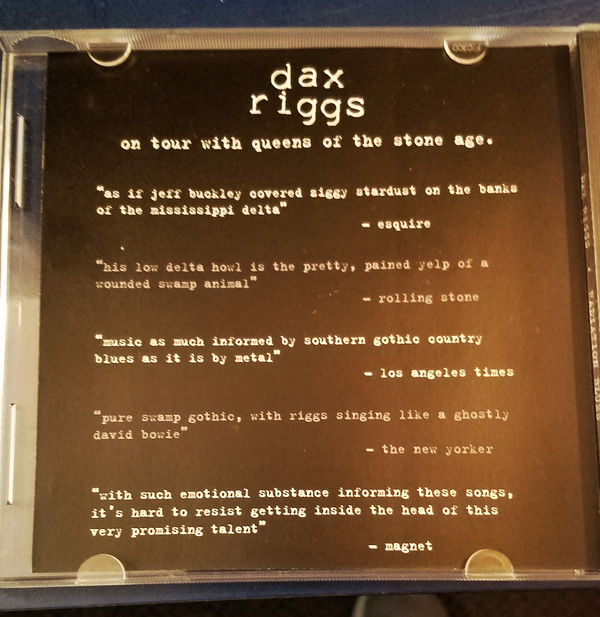 dax
riggs
on tour with queens of the stone age.
"as if jeff buckley covered ziggy stardust on the banks
of the mississippi delta"
- esquire
"his low delta howl is the pretty, pained yelp of a
wounded swamp animal"
- rolling stone
"music as much informed by southern gothic country
blues as it is by metal"
- los angeles times
"pure swamp gothic, with riggs singing like a ghostly
david bowie"
- the new yorker
"with such emotional substance informing these songs,
it's hard to resist getting inside the head of this
very promising talent"
- magnet